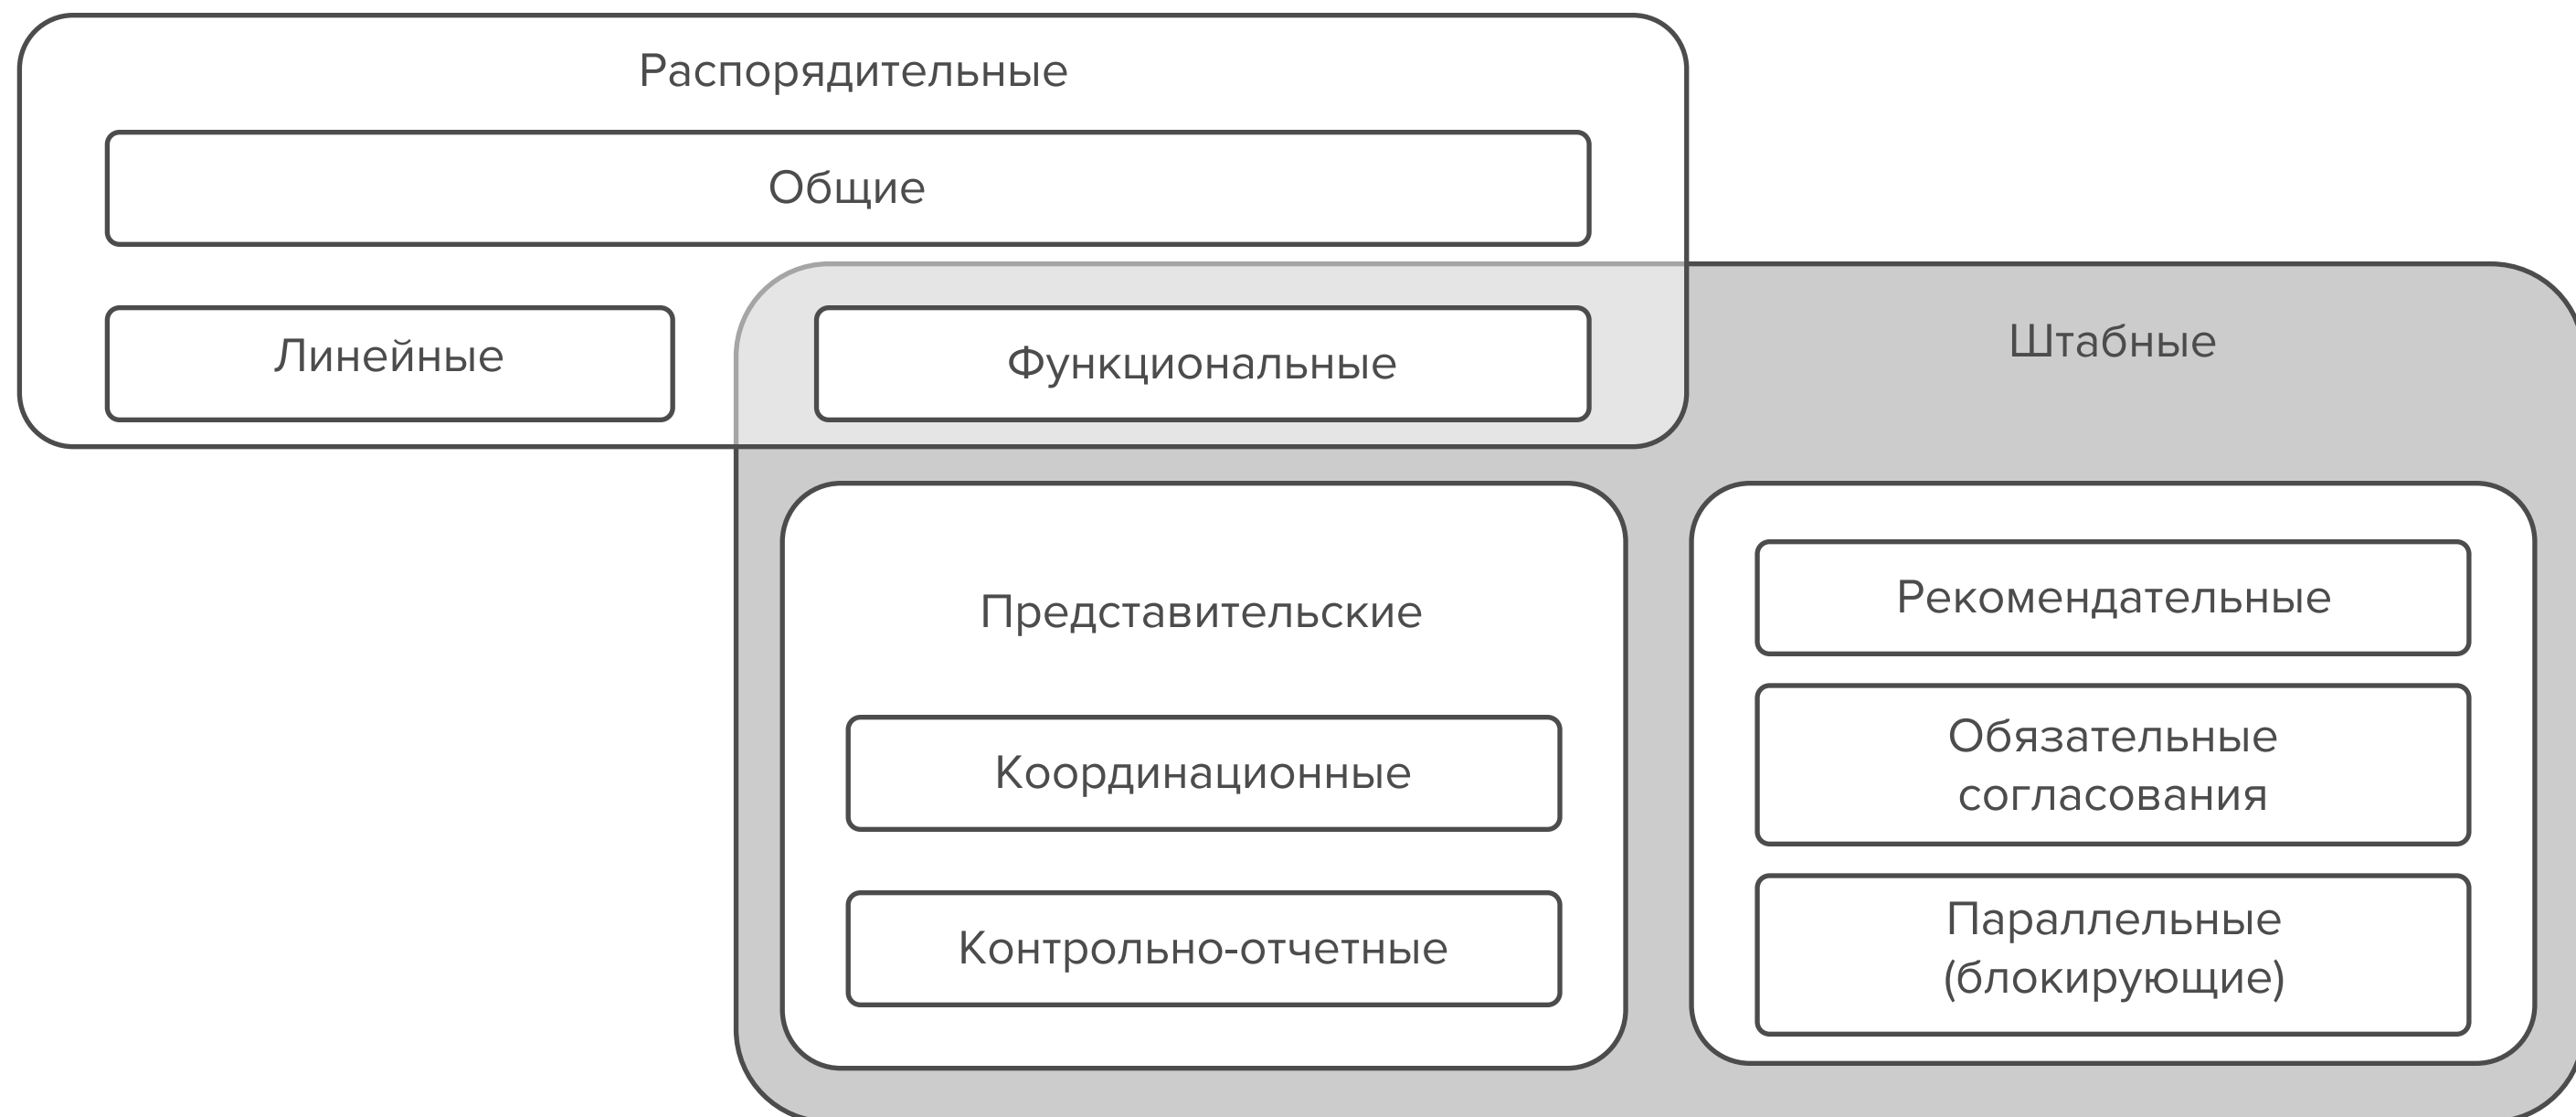 Распорядительные
Общие
Линейные
Функциональные
Штабные
Представительские
Координационные
Контрольно-отчетные
Рекомендательные
Обязательные
согласования
Параллельные
(блокирующие)